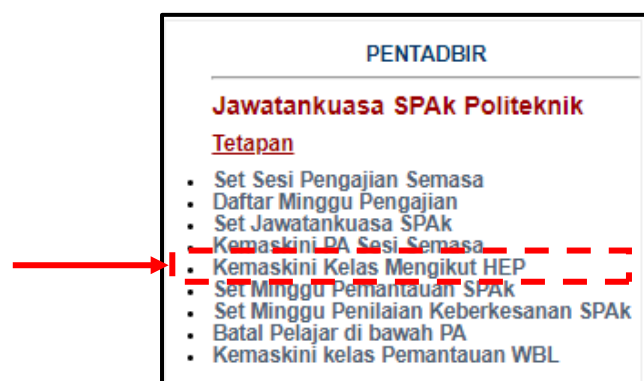 PENTADBIR
Jawatankuasa SPAk Politeknik
Tetapan
Set Sesi Pengajian Semasa
Daftar Minggu Pengajian
Set Jawatankuasa SPAk
Kemaskini PA Sesi Semasa
Kemaskini Kelas Mengikut HEP
Set Minggu Pemantauan SPAk
Set Minggu Penilaian Keberkesanan SPAk
Batal Pelajar di bawah PA
Kemaskini kelas Pemantauan WBL